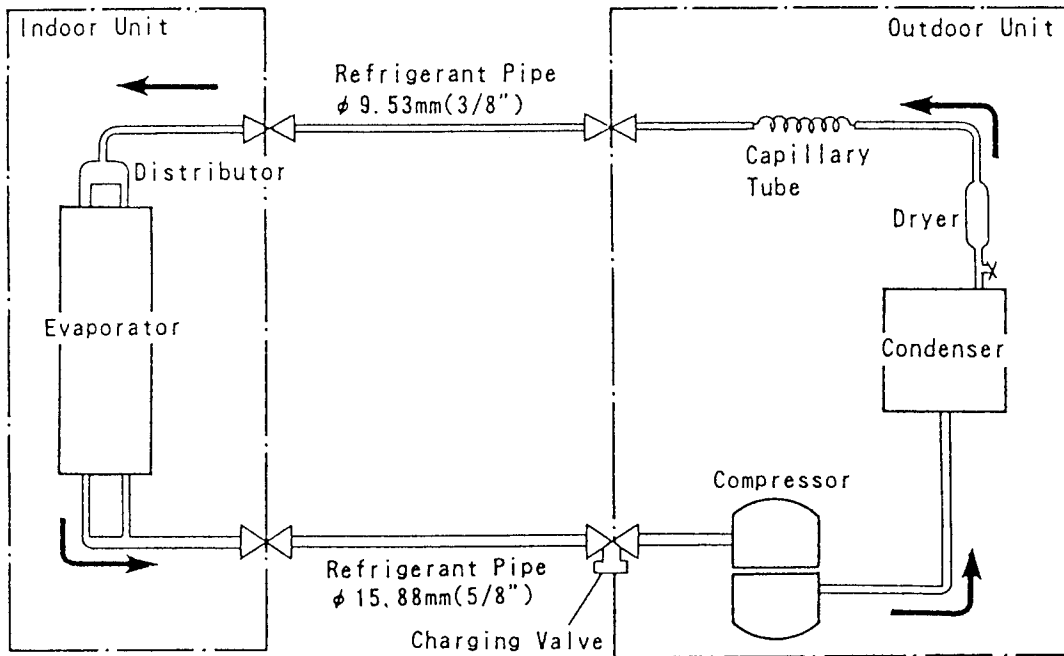 Indoor Unit
Outdoor Unit
Refrigerant Pipe
φ 9.53mm(3/8")
Distributor
Capillary
Tube
Dryer
Evaporator
Condenser
Compressor
Refrigerant Pipe
φ 15.88mm(5/8")
Charging Valve